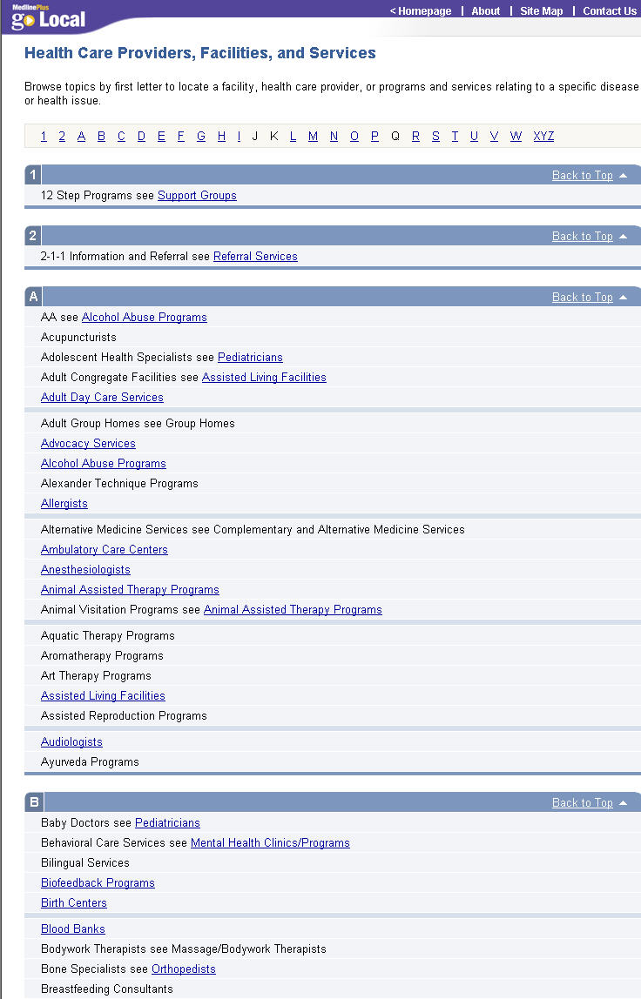 MedlinePlus
go Local
< Homepage | About | Site Map | Contact Us
Health Care Providers, Facilities, and Services
Browse topics by first letter to locate a facility, health care provider, or programs and services relating to a specific disease
or health issue.
1 2 A B C D E F G H I J K L M N O P Q R S T U V W XYZ
1 Back to Top
12 Step Programs see Support Groups
2 Back to Top
2-1-1 Information and Referral see Referral Services
A Back to Top
AA see Alcohol Abuse Programs
Acupuncturists
Adolescent Health Specialists see Pediatricians
Adult Congregate Facilities see Assisted Living Facilities
Adult Day Care Services
Adult Group Homes see Group Homes
Advocacy Services
Alcohol Abuse Programs
Alexander Technique Programs
Allergists
Alternative Medicine Services see Complementary and Alternative Medicine Services
Ambulatory Care Centers
Anesthesiologists
Animal Assisted Therapy Programs
Animal Visitation Programs see Animal Assisted Therapy Programs
Aquatic Therapy Programs
Aromatherapy Programs
Art Therapy Programs
Assisted Living Facilities
Assisted Reproduction Programs
Audiologists
Ayurveda Programs
B Back to Top
Baby Doctors see Pediatricians
Behavioral Care Services see Mental Health Clinics/Programs
Bilingual Services
Biofeedback Programs
Birth Centers
Blood Banks
Bodywork Therapists see Massage/Bodywork Therapists
Bone Specialists see Orthopedists
Breastfeeding Consultants